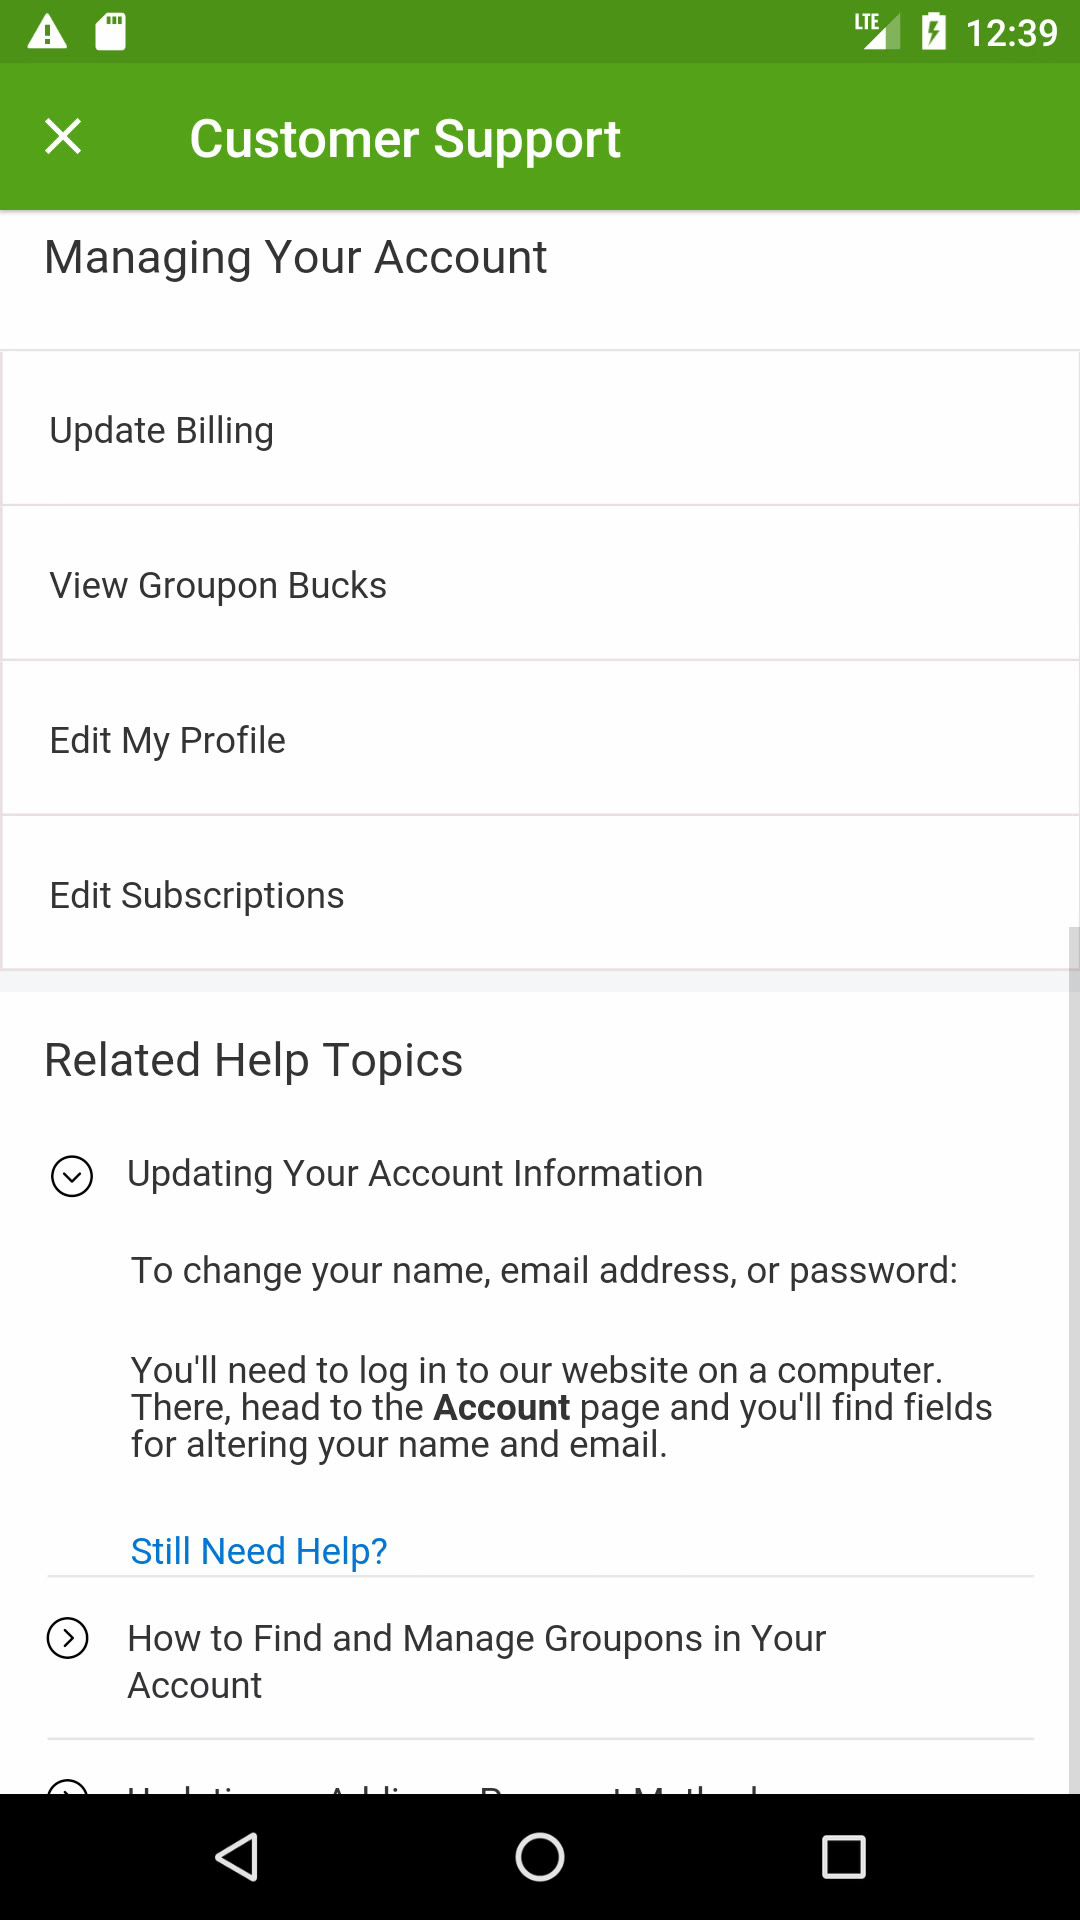 LTE 12:39
Customer Support
Managing Your Account
Update Billing
View Groupon Bucks
Edit My Profile
Edit Subscriptions
Related Help Topics
Updating Your Account Information
To change your name, email address, or password:
You'll need to log in to our website on a computer.
There, head to the Account page and you'll find fields
for altering your name and email.
Still Need Help?
How to Find and Manage Groupons in Your
Account